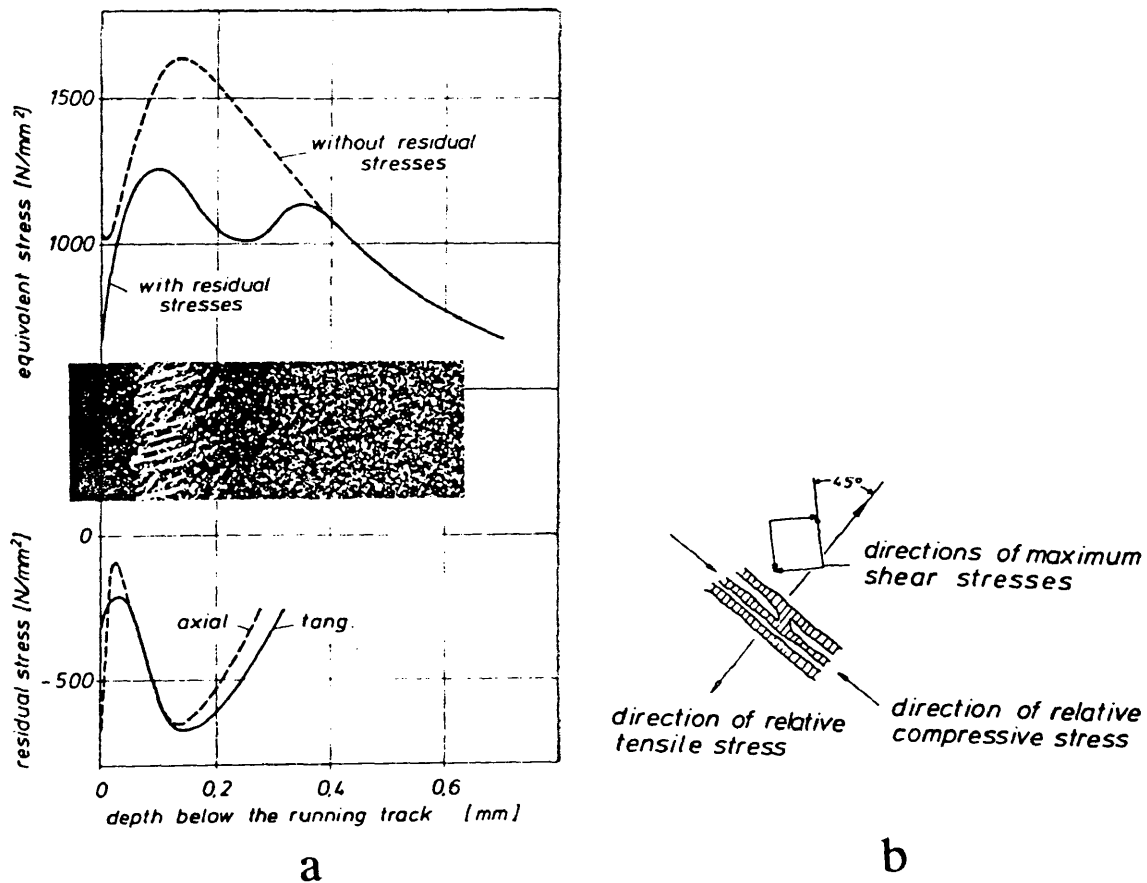 equivalent stress [N/mm²]
1500
1000
without residual
stresses
with residual
stresses
residual stress [N/mm²]
0
-500
axial
tang.
0
0,2
0,4
0,6
depth below the running track [mm]
a
45°
directions of maximum
shear stresses
direction of relative
tensile stress
direction of relative
compressive stress
b